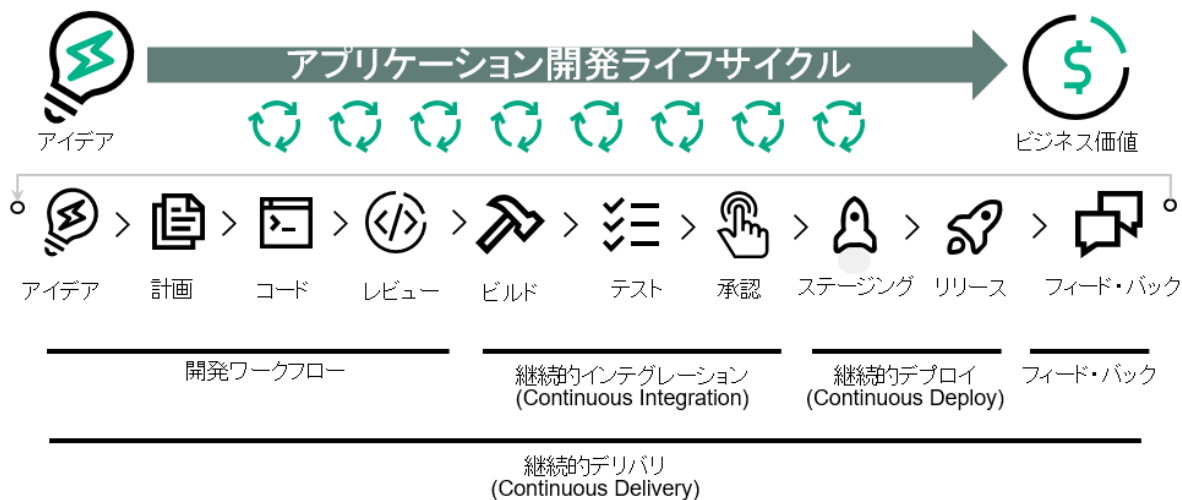 アプリケーション開発ライフサイクル
アイデア
ビジネス価値
アイデア
計画
コード
レビュー
ビルド
テスト
承認
ステージング
リリース
フィード・バック
開発ワークフロー
継続的インテグレーション
(Continuous Integration)
継続的デプロイ
(Continuous Deploy)
フィード・バック
継続的デリバリ
(Continuous Delivery)